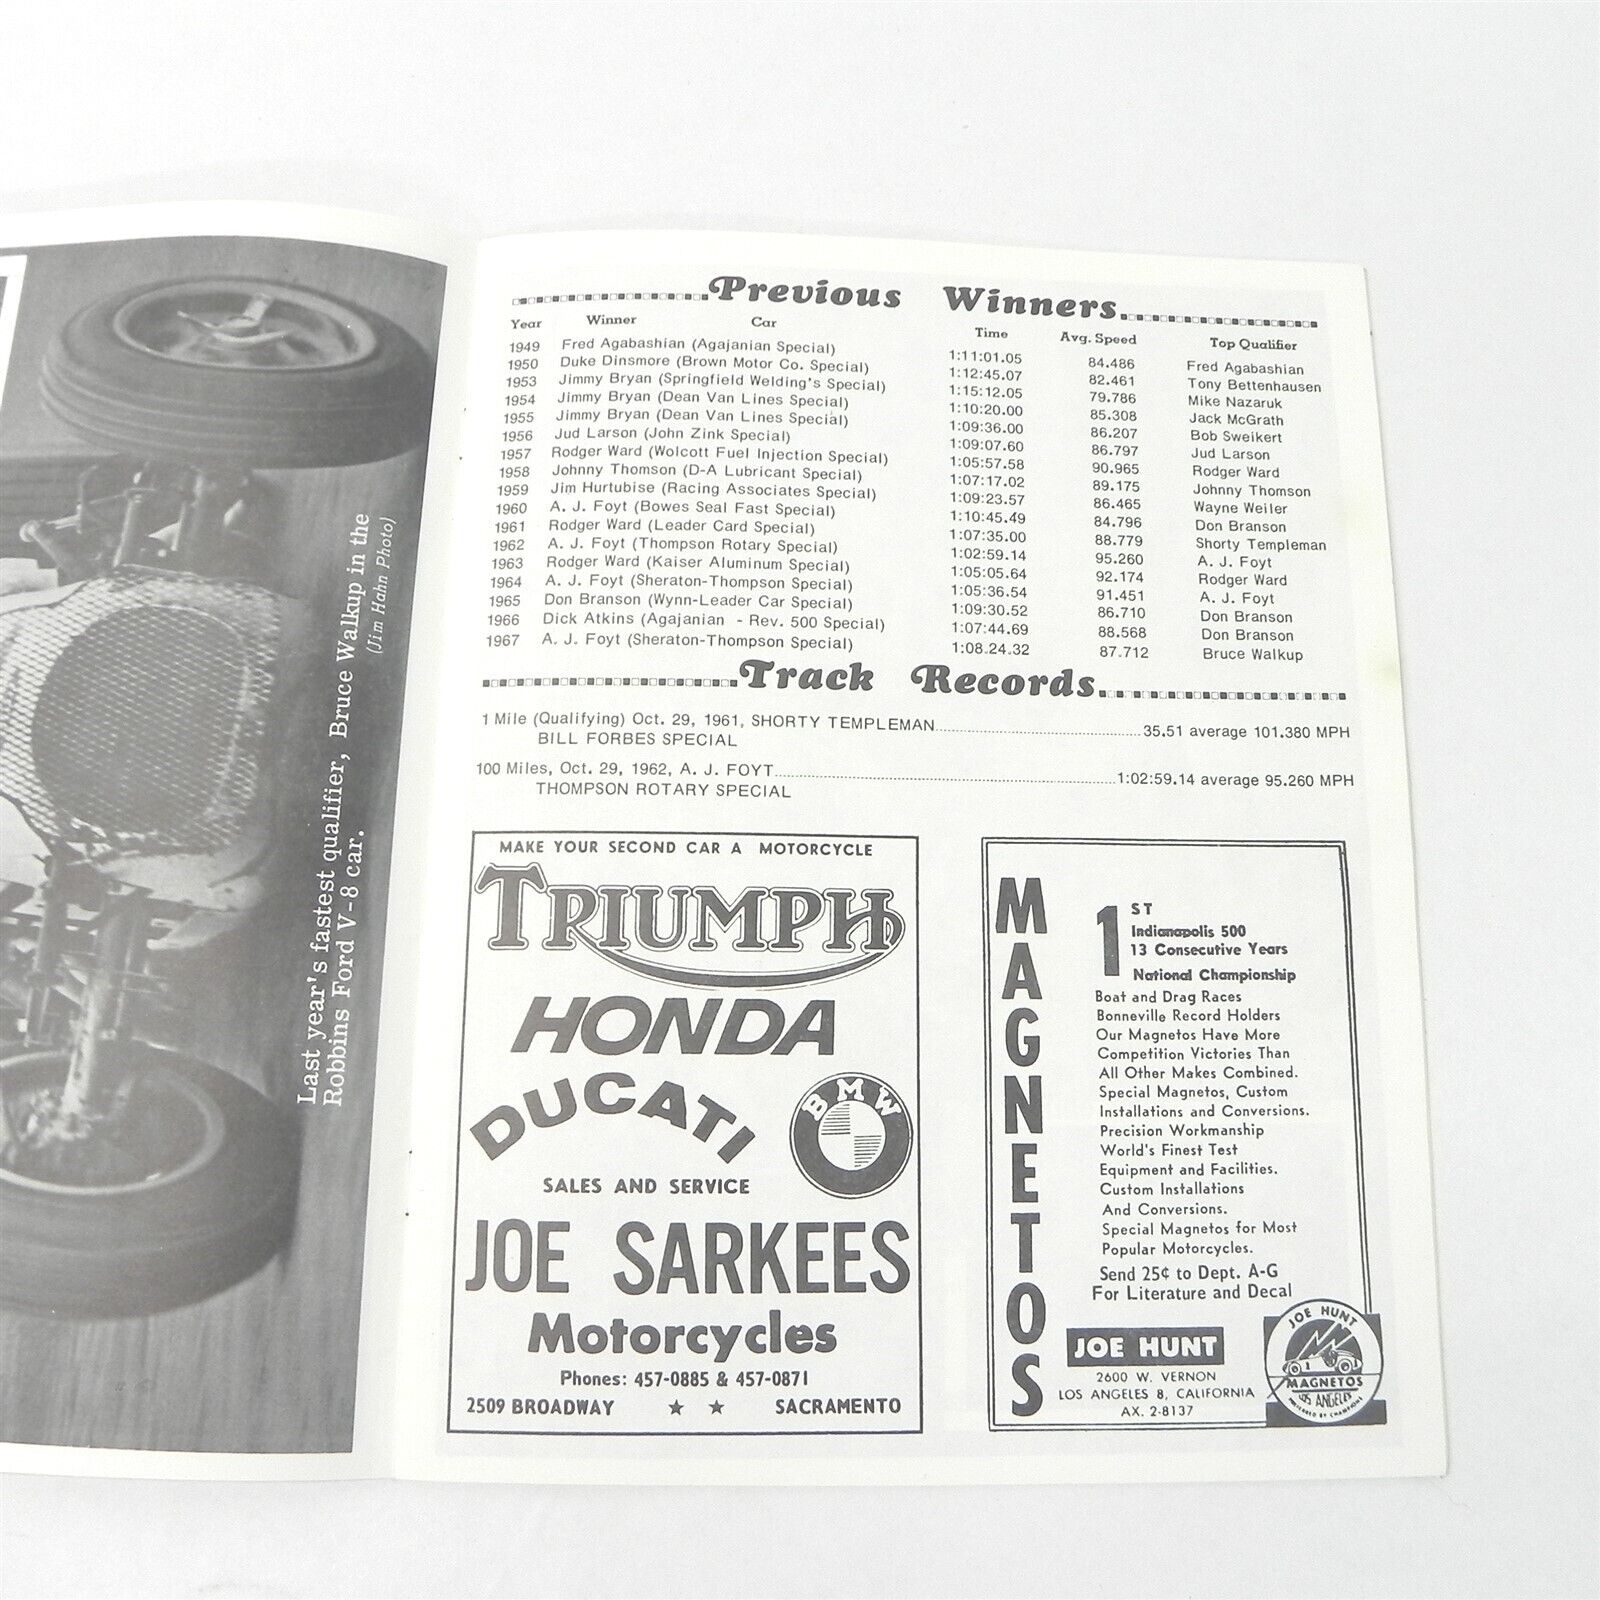 Last year's fastest qualifier, Bruce Walkup in the
Robbins Ford V-8 car.
(Jim Hahn Photo)
Previous Winners
Year Winner Car Time Avg. Speed Top Qualifier
1949 Fred Agabashian (Agajanian Special) 1:11:01.05 84.486 Fred Agabashian
1950 Duke Dinsmore (Brown Motor Co. Special) 1:12:45.07 82.461 Tony Bettenhausen
1953 Jimmy Bryan (Springfield Welding's Special) 1:15:12.05 79.786 Mike Nazaruk
1954 Jimmy Bryan (Dean Van Lines Special) 1:10:20.00 85.308 Jack McGrath
1955 Jimmy Bryan (Dean Van Lines Special) 1:09:36.00 86.207 Bob Sweikert
1956 Jud Larson (John Zink Special) 1:09:07.60 86.797 Jud Larson
1957 Rodger Ward (Wolcott Fuel Injection Special) 1:05:57.58 90.965 Rodger Ward
1958 Johnny Thomson (D-A Lubricant Special) 1:07:17.02 89.175 Johnny Thomson
1959 Jim Hurtubise (Racing Associates Special) 1:09:23.57 86.465 Wayne Weiler
1960 A. J. Foyt (Bowes Seal Fast Special) 1:10:45.49 84.796 Don Branson
1961 Rodger Ward (Leader Card Special) 1:07:35.00 88.779 Shorty Templeman
1962 A. J. Foyt (Thompson Rotary Special) 1:02:59.14 95.260 A. J. Foyt
1963 Rodger Ward (Kaiser Aluminum Special) 1:05:05.64 92.174 Rodger Ward
1964 A. J. Foyt (Sheraton-Thompson Special) 1:05:36.54 91.451 A. J. Foyt
1965 Don Branson (Wynn-Leader Car Special) 1:09:30.52 86.710 Don Branson
1966 Dick Atkins (Agajanian - Rev. 500 Special) 1:07:44.69 88.568 Don Branson
1967 A. J. Foyt (Sheraton-Thompson Special) 1:08.24.32 87.712 Bruce Walkup
Track Records
1 Mile (Qualifying) Oct. 29, 1961, SHORTY TEMPLEMAN 35.51 average 101.380 MPH
BILL FORBES SPECIAL
100 Miles, Oct. 29, 1962, A. J. FOYT 1:02:59.14 average 95.260 MPH
THOMPSON ROTARY SPECIAL
MAKE YOUR SECOND CAR A MOTORCYCLE
TRIUMPH
HONDA
DUCATI
BMW
SALES AND SERVICE
JOE SARKEES
Motorcycles
Phones: 457-0885 & 457-0871
2509 BROADWAY ★ ★ SACRAMENTO
MAGNETOS
1ST
Indianapolis 500
13 Consecutive Years
National Championship
Boat and Drag Races
Bonneville Record Holders
Our Magnetos Have More
Competition Victories Than
All Other Makes Combined.
Special Magnetos, Custom
Installations and Conversions.
Precision Workmanship
World's Finest Test
Equipment and Facilities.
Custom Installations
And Conversions.
Special Magnetos for Most
Popular Motorcycles.
Send 25¢ to Dept. A-G
For Literature and Decal
JOE HUNT
2600 W. VERNON
LOS ANGELES 8, CALIFORNIA
AX. 2-8137
JOE HUNT
MAGNETOS
LOS ANGELES
PREFERRED BY CHAMPIONS